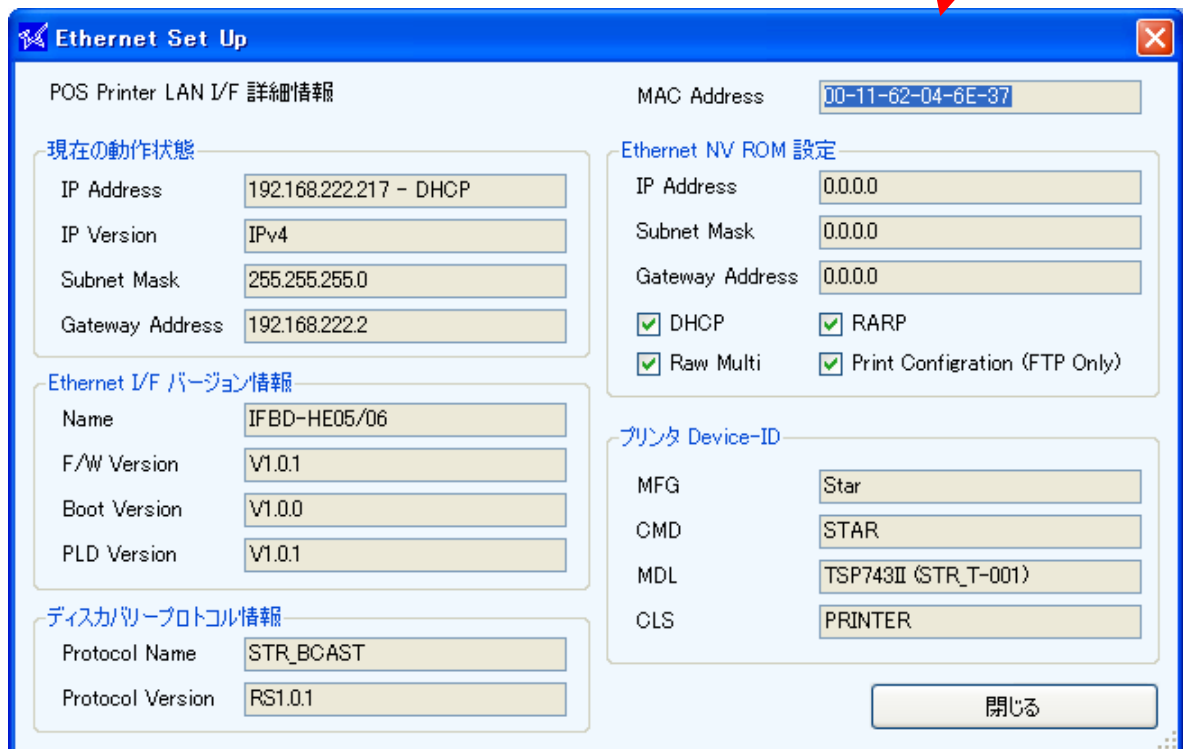 Ethernet Set Up
POS Printer LAN I/F 詳細情報
MAC Address 00-11-62-04-6E-37
現在の動作状態
IP Address 192.168.222.217 - DHCP
IP Version IPv4
Subnet Mask 255.255.255.0
Gateway Address 192.168.222.2
Ethernet I/F バージョン情報
Name IFBD-HE05/06
F/W Version V1.0.1
Boot Version V1.0.0
PLD Version V1.0.1
ディスカバリープロトコル情報
Protocol Name STR_BCAST
Protocol Version RS1.0.1
Ethernet NV ROM 設定
IP Address 0.0.0.0
Subnet Mask 0.0.0.0
Gateway Address 0.0.0.0
DHCP RARP
Raw Multi Print Configration (FTP Only)
プリンタ Device-ID
MFG Star
CMD STAR
MDL TSP743II (STR_T-001)
CLS PRINTER
閉じる